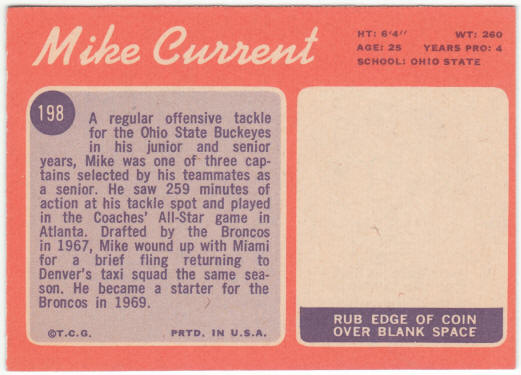 Mike Current
HT: 6'4" WT: 260
AGE: 25 YEARS PRO: 4
SCHOOL: OHIO STATE
198
A regular offensive tackle
for the Ohio State Buckeyes
in his junior and senior
years, Mike was one of three cap-
tains selected by his teammates as
a senior. He saw 259 minutes of
action at his tackle spot and played
in the Coaches' All-Star game in
Atlanta. Drafted by the Broncos
in 1967, Mike wound up with Miami
for a brief fling returning to
Denver's taxi squad the same sea-
son. He became a starter for the
Broncos in 1969.
©T.C.G. PRTD. IN U.S.A.
RUB EDGE OF COIN
OVER BLANK SPACE